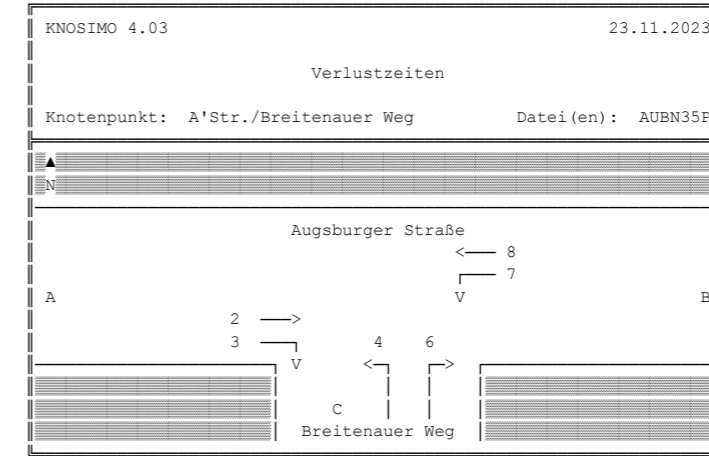 KNOSIMO 4.03 23.11.2023
Verlustzeiten
Knotenpunkt: A'Str./Breitenauer Weg Datei(en): AUBN35P
▲
N
Augsburger Straße
<─── 8
┌─── 7
A V B
2 ───>
3 ───┐ 4 6
V <─┐ ┌─>
C
Breitenauer Weg